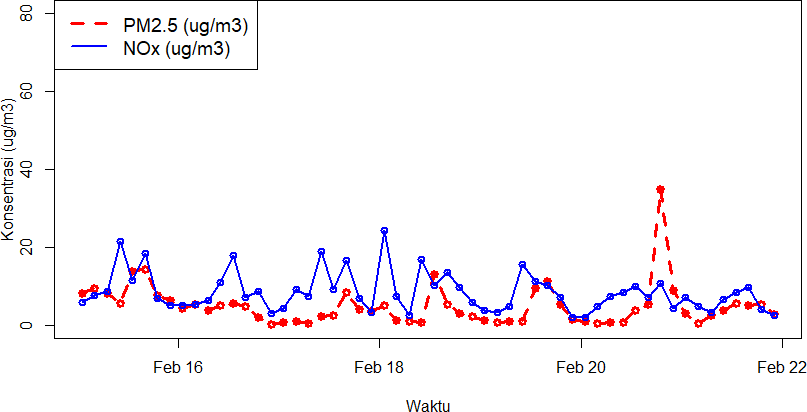 80
60
40
20
0
Konsentrasi (ug/m3)
PM2.5 (ug/m3)
NOx (ug/m3)
Feb 16
Feb 18
Feb 20
Feb 22
Waktu